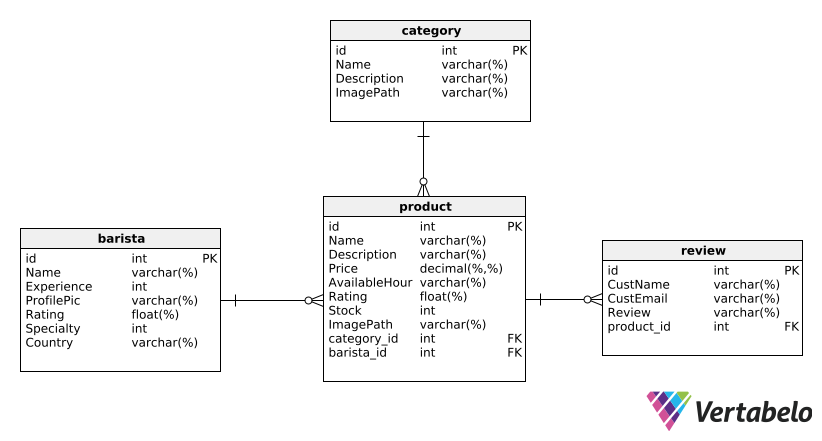 category
id int PK
Name varchar(%)
Description varchar(%)
ImagePath varchar(%)
product
id int PK
Name varchar(%)
Description varchar(%)
Price decimal(%,%)
AvailableHour varchar(%)
Rating float(%)
Stock int
ImagePath varchar(%)
category_id int FK
barista_id int FK
barista
id int PK
Name varchar(%)
Experience int
ProfilePic varchar(%)
Rating float(%)
Specialty int
Country varchar(%)
review
id int PK
CustName varchar(%)
CustEmail varchar(%)
Review varchar(%)
product_id int FK
Vertabelo